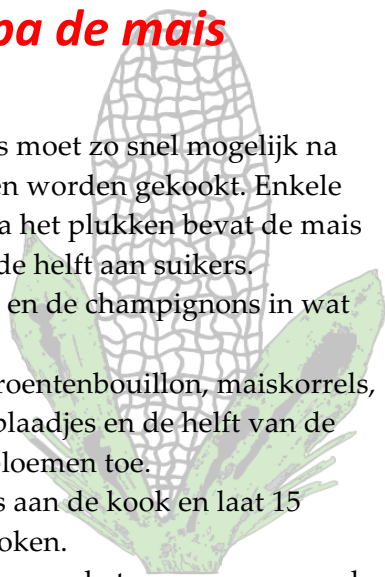 pa de mais
s moet zo snel mogelijk na
en worden gekookt. Enkele
a het plukken bevat de mais
de helft aan suikers.
en de champignons in wat
roentenbouillon, maiskorrels,
blaadjes en de helft van de
bloemen toe.
s aan de kook en laat 15
oken.